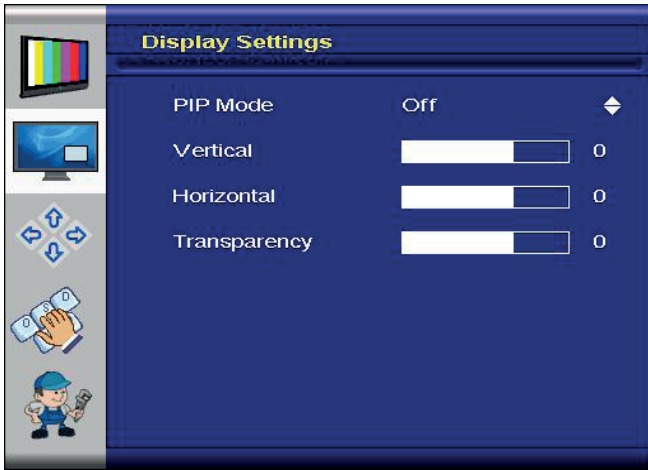 Display Settings
PIP Mode Off
Vertical 0
Horizontal 0
Transparency 0
O S D